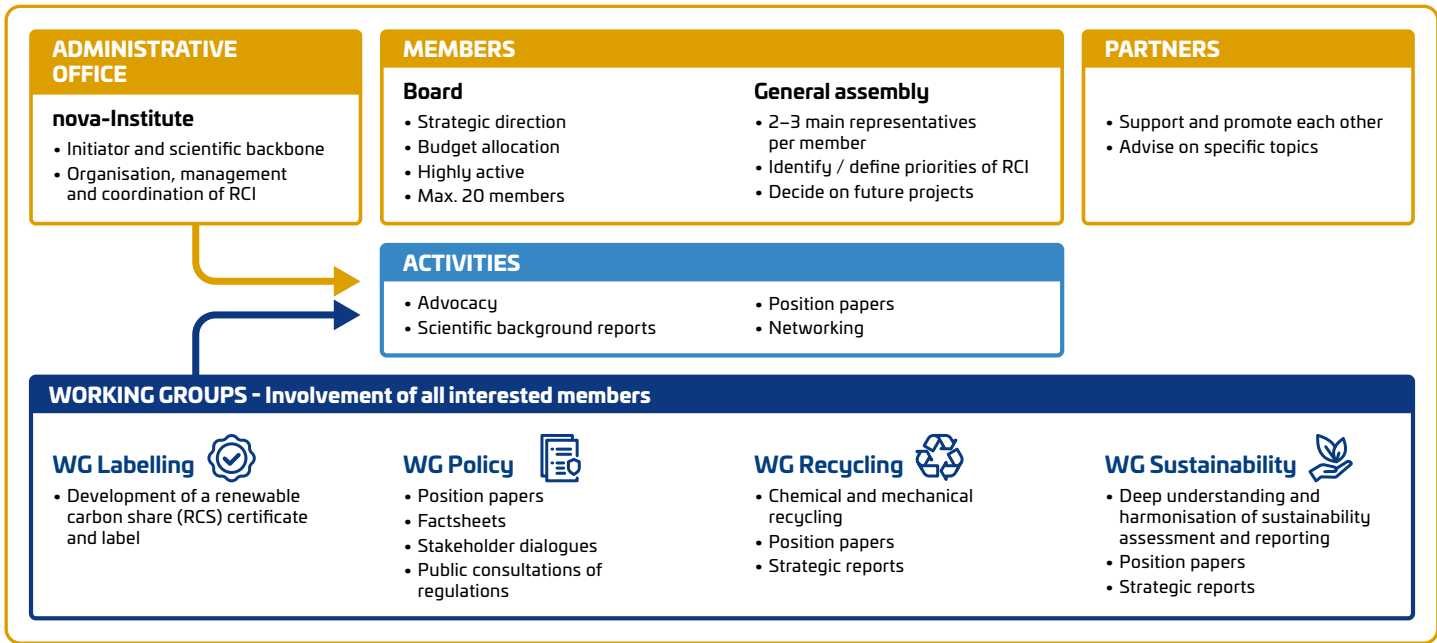 ADMINISTRATIVE
OFFICE
nova-Institute
• Initiator and scientific backbone
• Organisation, management
and coordination of RCI
MEMBERS
Board
• Strategic direction
• Budget allocation
• Highly active
• Max. 20 members
General assembly
• 2–3 main representatives
per member
• Identify / define priorities of RCI
• Decide on future projects
PARTNERS
• Support and promote each other
• Advise on specific topics
ACTIVITIES
• Advocacy
• Scientific background reports
• Position papers
• Networking
WORKING GROUPS - Involvement of all interested members
WG Labelling
• Development of a renewable
carbon share (RCS) certificate
and label
WG Policy
• Position papers
• Factsheets
• Stakeholder dialogues
• Public consultations of
regulations
WG Recycling
• Chemical and mechanical
recycling
• Position papers
• Strategic reports
WG Sustainability
• Deep understanding and
harmonisation of sustainability
assessment and reporting
• Position papers
• Strategic reports